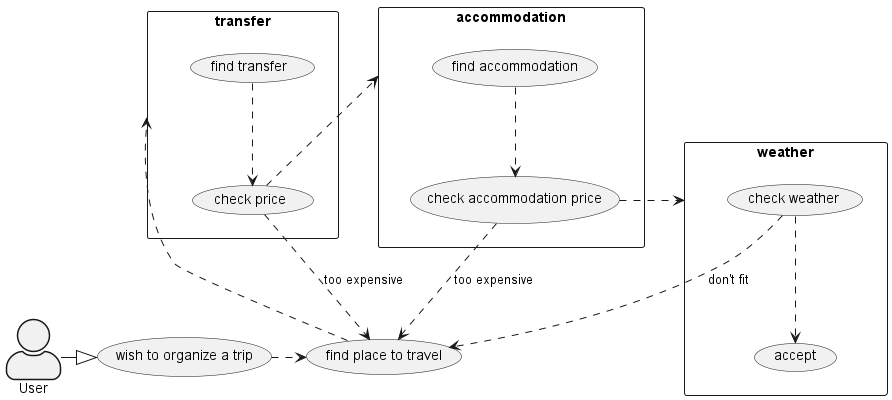 transfer
find transfer
check price
accommodation
find accommodation
check accommodation price
weather
check weather
accept
too expensive
too expensive
don't fit
User
wish to organize a trip
find place to travel